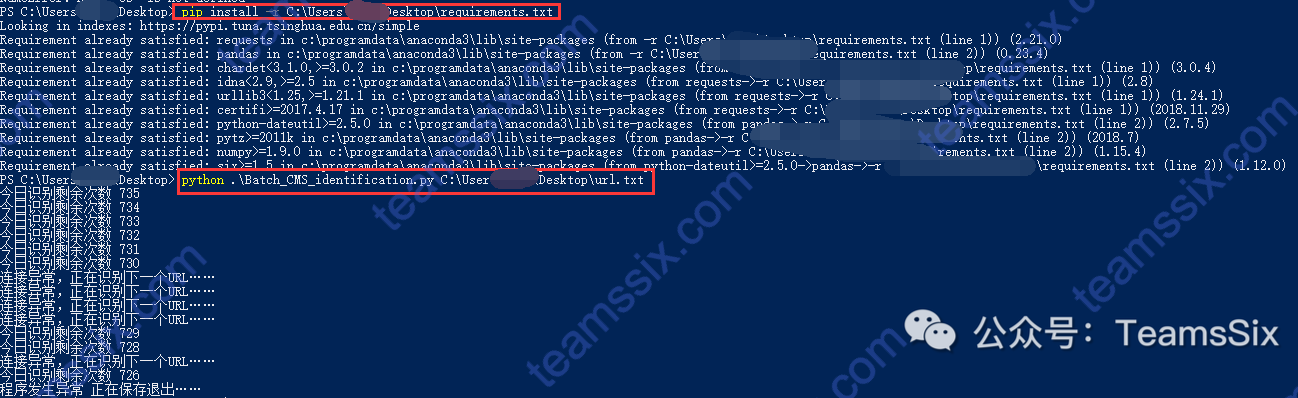 PS C:\Users Desktop> pip install -r C:\Users Desktop\requirements.txt
Looking in indexes: https://pypi.tuna.tsinghua.edu.cn/simple
Requirement already satisfied: requests in c:\programdata\anaconda3\lib\site-packages (from -r C:\Users \requirements.txt (line 1)) (2.21.0)
Requirement already satisfied: pandas in c:\programdata\anaconda3\lib\site-packages (from -r C:\User \requirements.txt (line 2)) (0.23.4)
Requirement already satisfied: chardet<3.1.0,>=3.0.2 in c:\programdata\anaconda3\lib\site-packages (from requests->-r C:\Users \requirements.txt (line 1)) (3.0.4)
Requirement already satisfied: idna<2.9,>=2.5 in c:\programdata\anaconda3\lib\site-packages (from requests->-r C:\Us \requirements.txt (line 1)) (2.8)
Requirement already satisfied: urllib3<1.25,>=1.21.1 in c:\programdata\anaconda3\lib\site-packages (from requests->-r \requirements.txt (line 1)) (1.24.1)
Requirement already satisfied: certifi>=2017.4.17 in c:\programdata\anaconda3\lib\site-packages (from requests->-r C:\ \requirements.txt (line 1)) (2018.11.29)
Requirement already satisfied: python-dateutil>=2.5.0 in c:\programdata\anaconda3\lib\site-packages (from pandas->-r \requirements.txt (line 2)) (2.7.5)
Requirement already satisfied: pytz>=2011k in c:\programdata\anaconda3\lib\site-packages (from pandas->-r C: requirements.txt (line 2)) (2018.7)
Requirement already satisfied: numpy>=1.9.0 in c:\programdata\anaconda3\lib\site-packages (from pandas->-r C:\User ements.txt (line 2)) (1.15.4)
Requirement already satisfied: six>=1.5 in c:\programdata\anaconda3\lib\site-packages (from python-dateutil>=2.5.0->pandas->-r \requirements.txt (line 2)) (1.12.0)
PS C:\Users Desktop> python .\Batch_CMS_identification.py C:\User Desktop\url.txt
今日识别剩余次数 735
今日识别剩余次数 734
今日识别剩余次数 733
今日识别剩余次数 732
今日识别剩余次数 731
今日识别剩余次数 730
连接异常，正在识别下一个URL……
连接异常，正在识别下一个URL……
连接异常，正在识别下一个URL……
连接异常，正在识别下一个URL……
今日识别剩余次数 729
今日识别剩余次数 728
连接异常，正在识别下一个URL……
今日识别剩余次数 726
程序发生异常 正在保存退出……
公众号：TeamsSix
teamssix.com
teamssix.com
teamssix.com